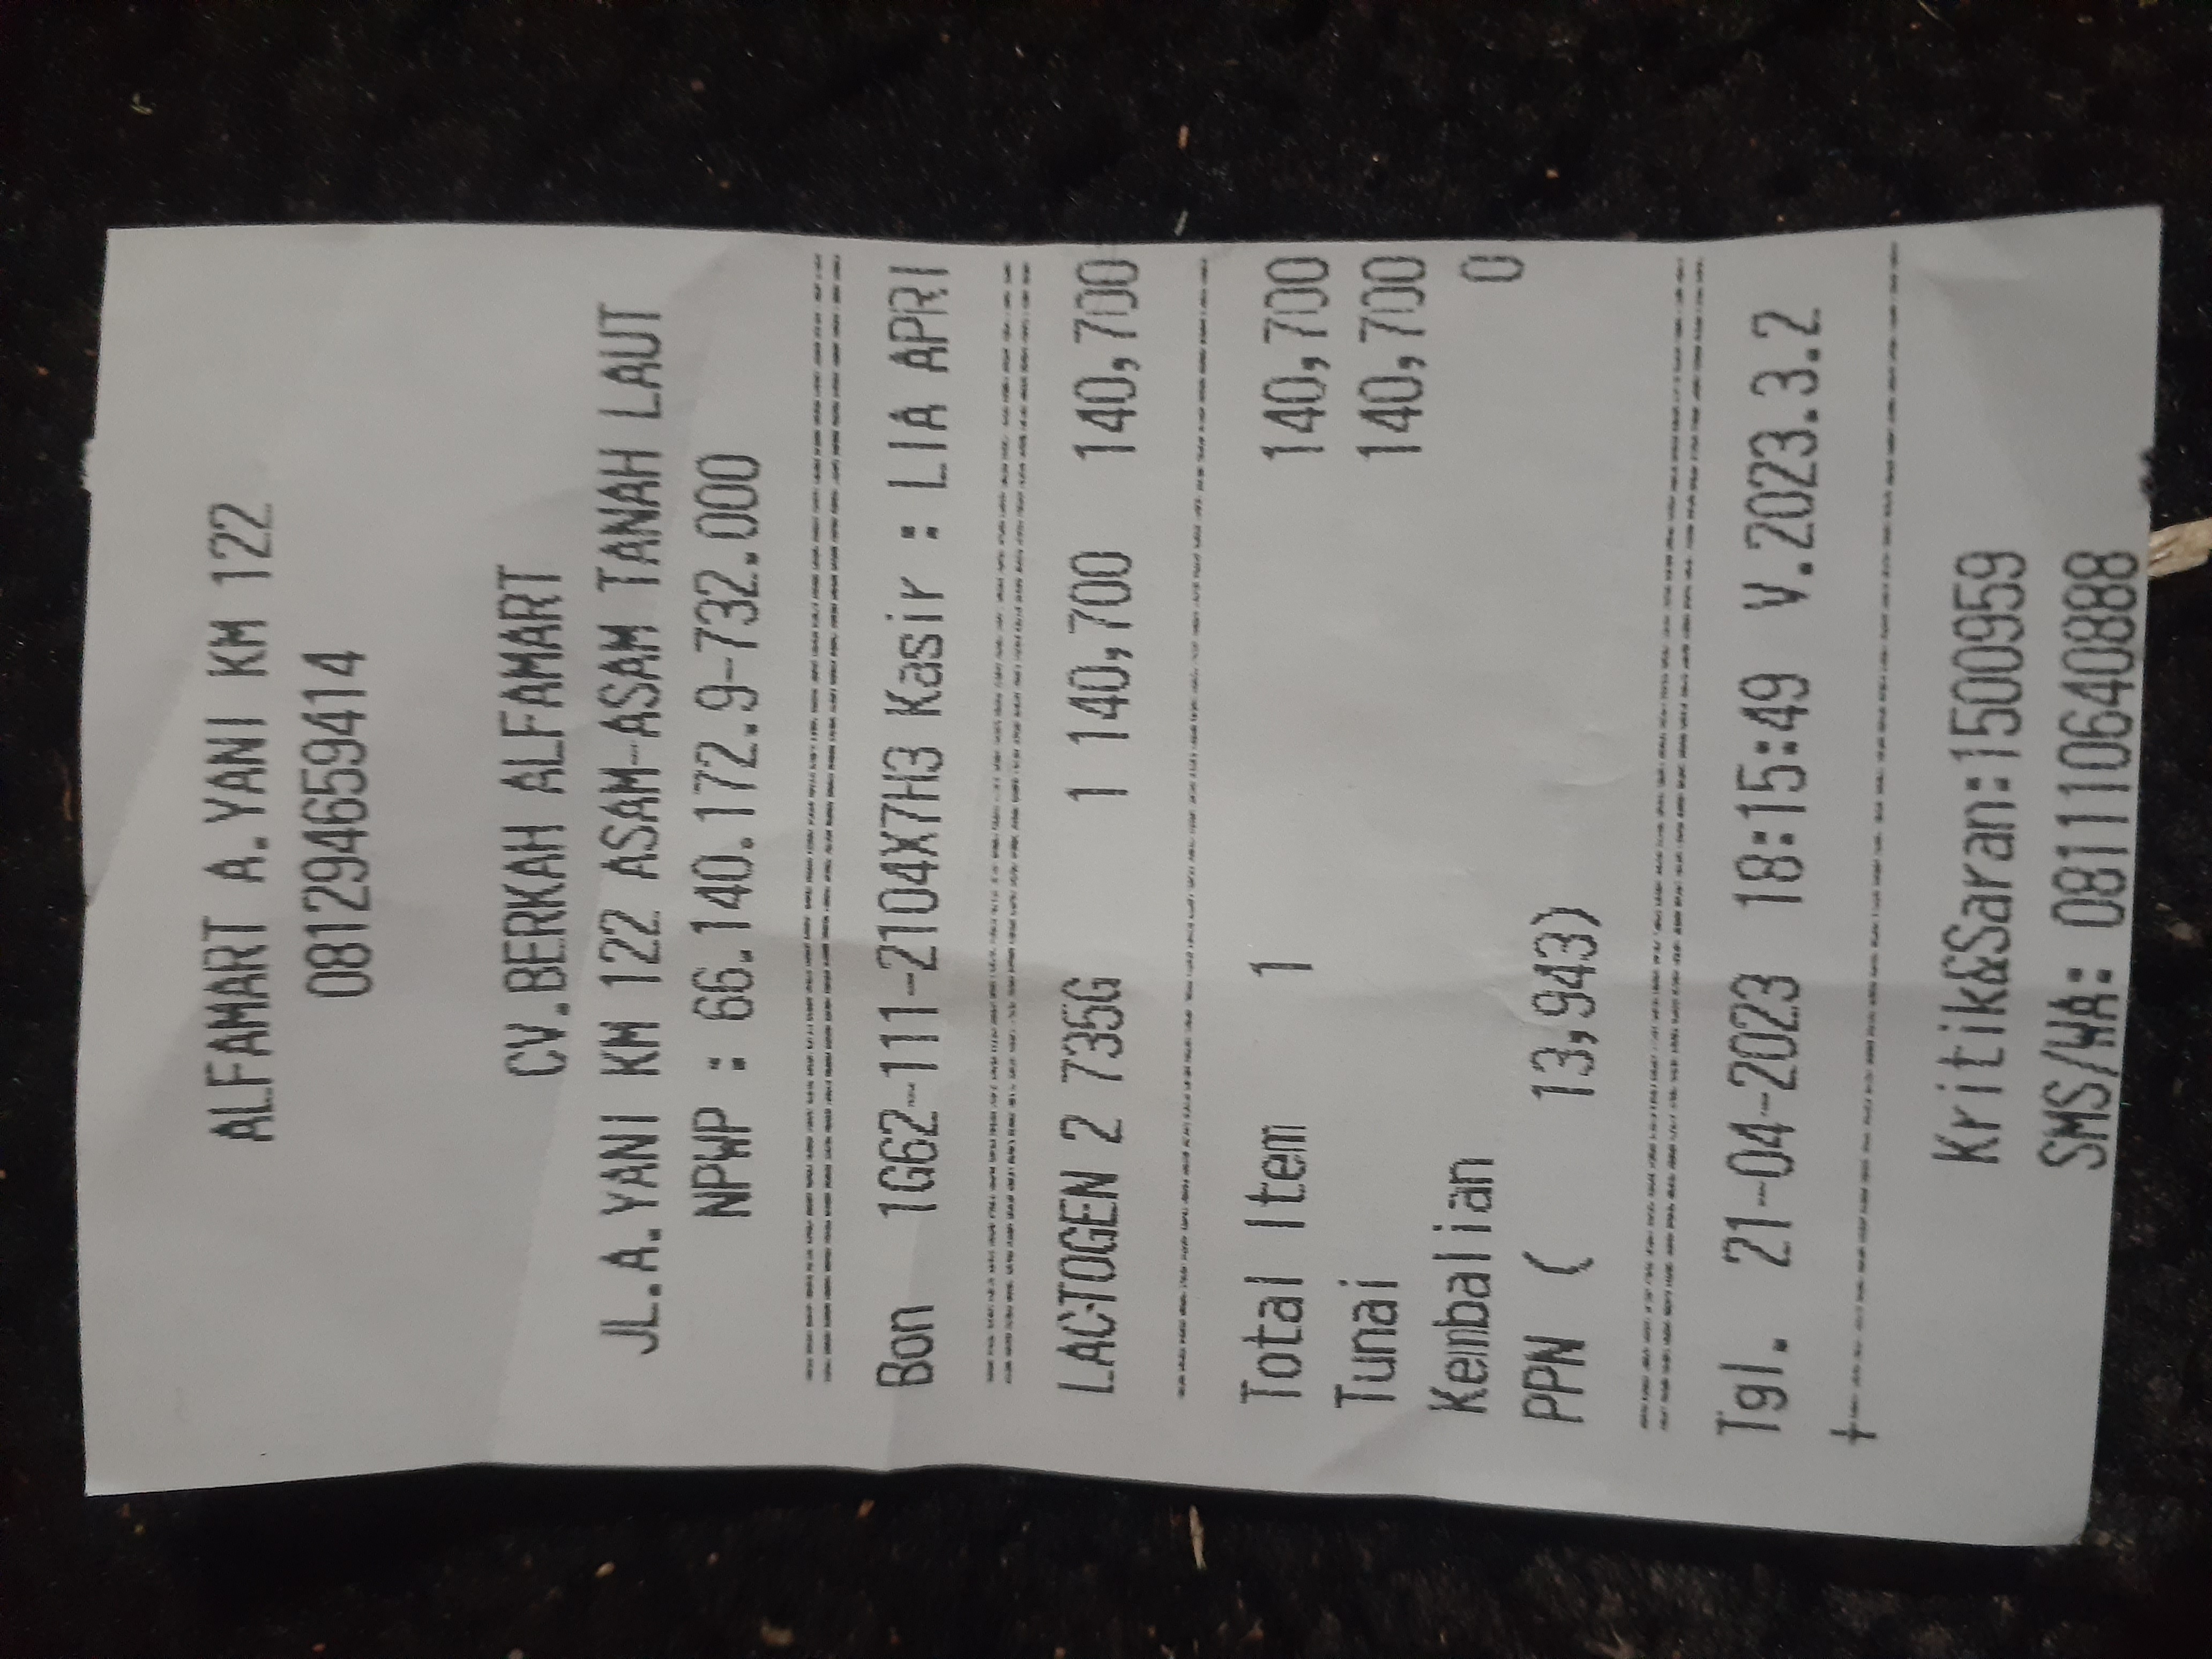 ALFAMART A.YANI KM 122
081294659414
CV.BERKAH ALFAMART
JL.A.YANI KM 122 ASAM-ASAM TANAH LAUT
NPWP : 66.140.172.9-732.000
Bon 1G62-111-2104X7H3 Kasir : LIA APRI
LACTOGEN 2 735G 1 140,700 140,700
Total Item 1 140,700
Tunai 140,700
Kembalian 0
PPN ( 13,943)
Tgl. 21-04-2023 18:15:49 V.2023.3.2
Kritik&Saran:1500959
SMS/WA: 081110640888